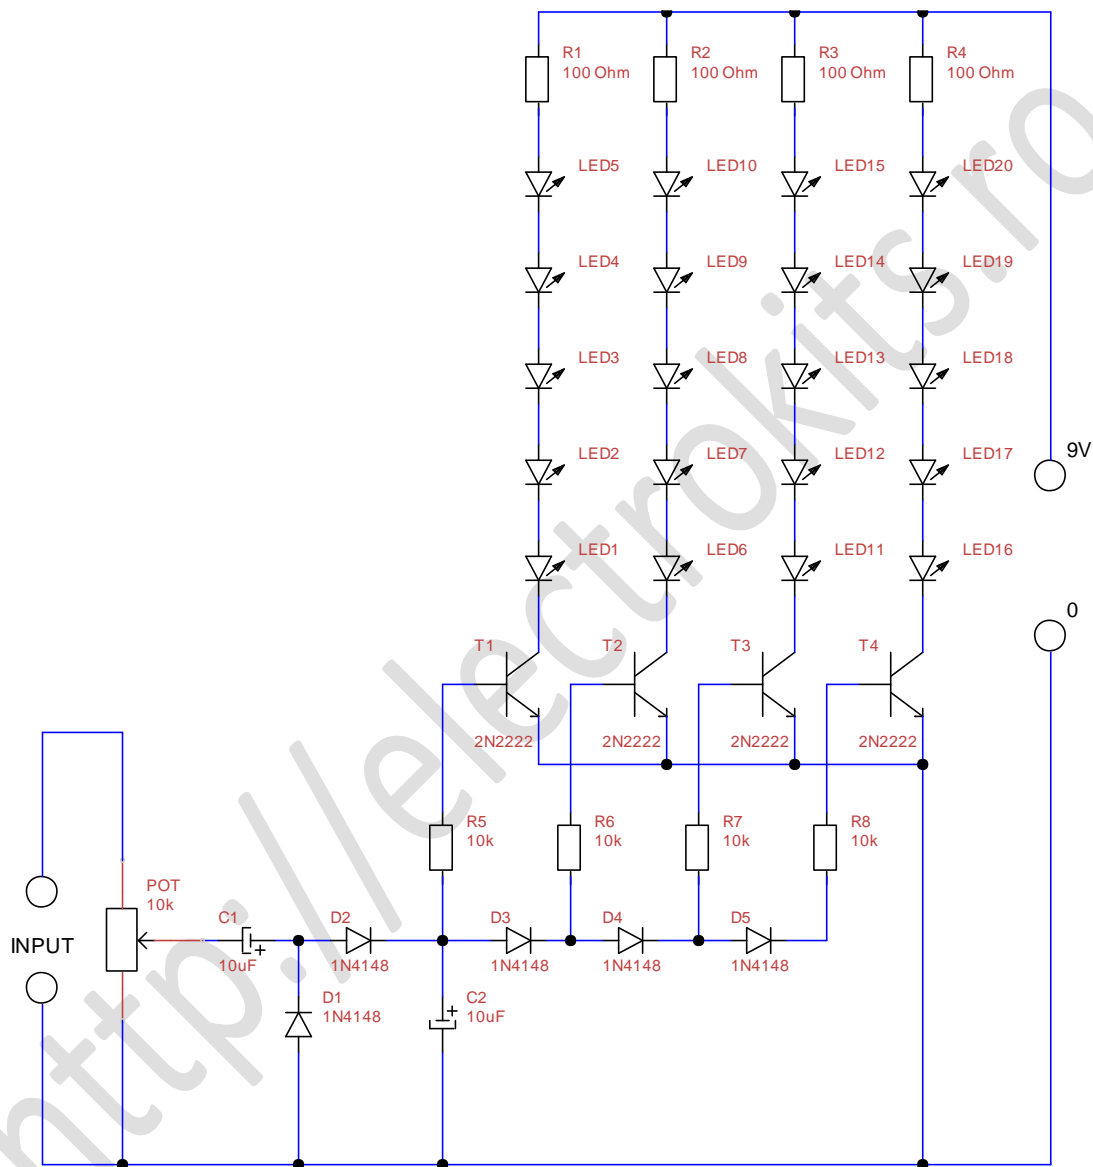 R1
100 Ohm
R2
100 Ohm
R3
100 Ohm
R4
100 Ohm
LED5
LED10
LED15
LED20
LED4
LED9
LED14
LED19
LED3
LED8
LED13
LED18
LED2
LED7
LED12
LED17
9V
LED1
LED6
LED11
LED16
0
T1
T2
T3
T4
2N2222
2N2222
2N2222
2N2222
R5
10k
R6
10k
R7
10k
R8
10k
POT
10k
INPUT
C1
10uF
D2
1N4148
D3
1N4148
D4
1N4148
D5
1N4148
D1
1N4148
C2
10uF
http://electrokits.ro